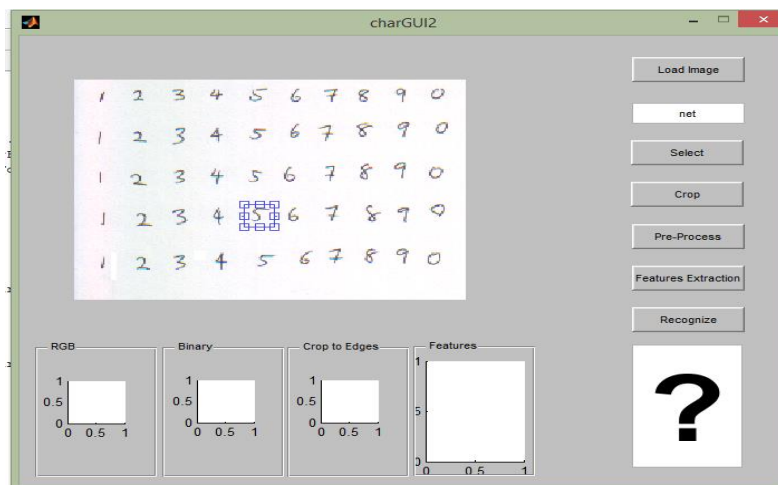 charGUI2
1 2 3 4 5 6 7 8 9 0
1 2 3 4 5 6 7 8 9 0
1 2 3 4 5 6 7 8 9 0
1 2 3 4 5 6 7 8 9 0
1 2 3 4 5 6 7 8 9 0
Load Image
net
Select
Crop
Pre-Process
Features Extraction
Recognize
?
RGB
1
0.5
0
0 0.5 1
Binary
1
0.5
0
0 0.5 1
Crop to Edges
1
0.5
0
0 0.5 1
Features
1
5
0
0 0.5 1